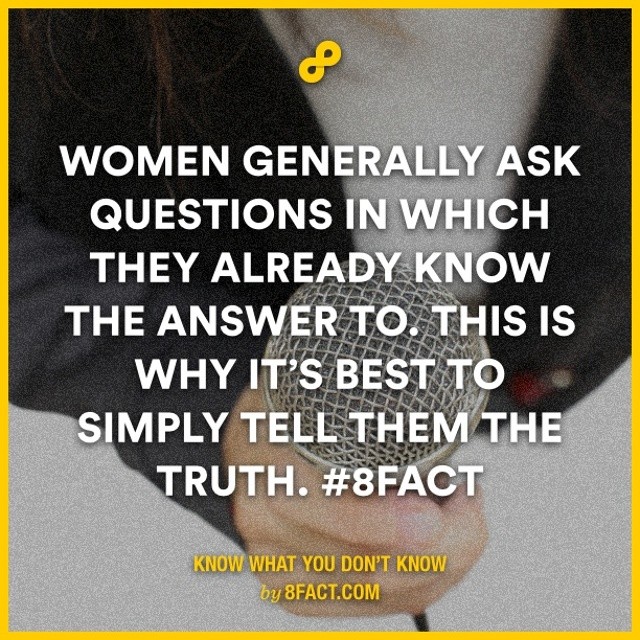 WOMEN GENERALLY ASK
QUESTIONS IN WHICH
THEY ALREADY KNOW
THE ANSWER TO. THIS IS
WHY IT’S BEST TO
SIMPLY TELL THEM THE
TRUTH. #8FACT
KNOW WHAT YOU DON’T KNOW
by 8FACT.COM